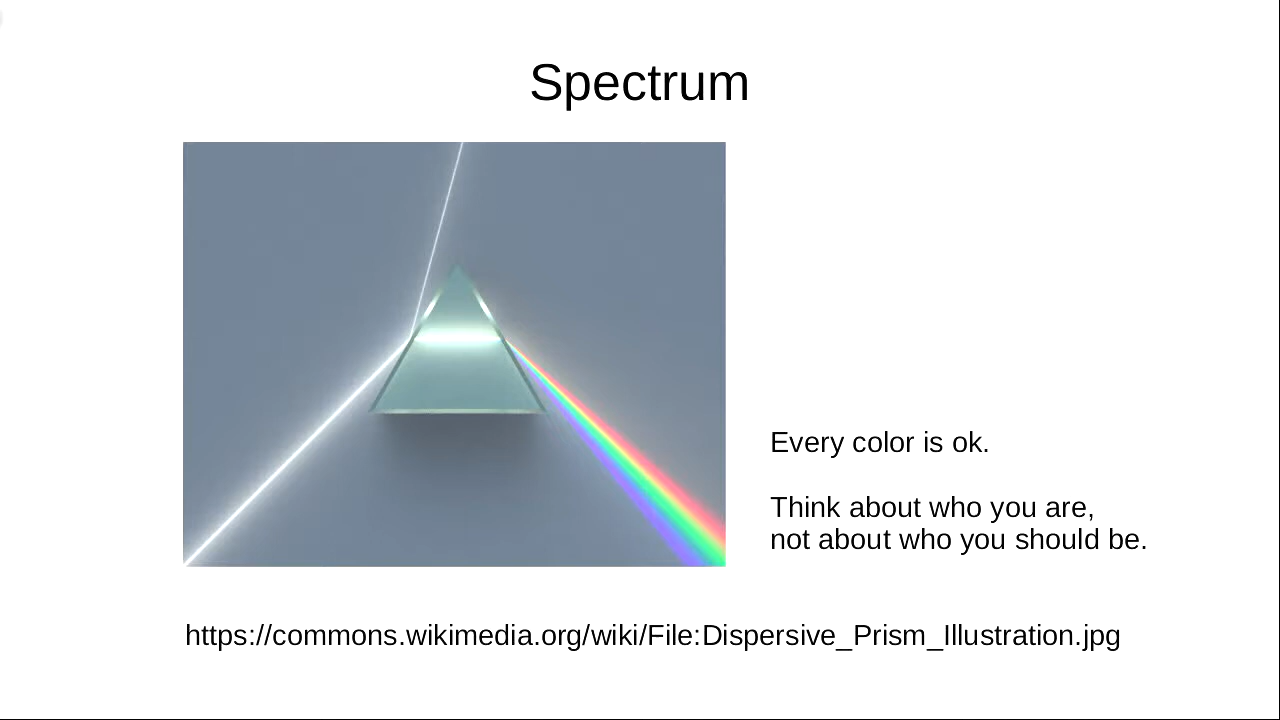 Spectrum
Every color is ok.
Think about who you are,
not about who you should be.
https://commons.wikimedia.org/wiki/File:Dispersive_Prism_Illustration.jpg